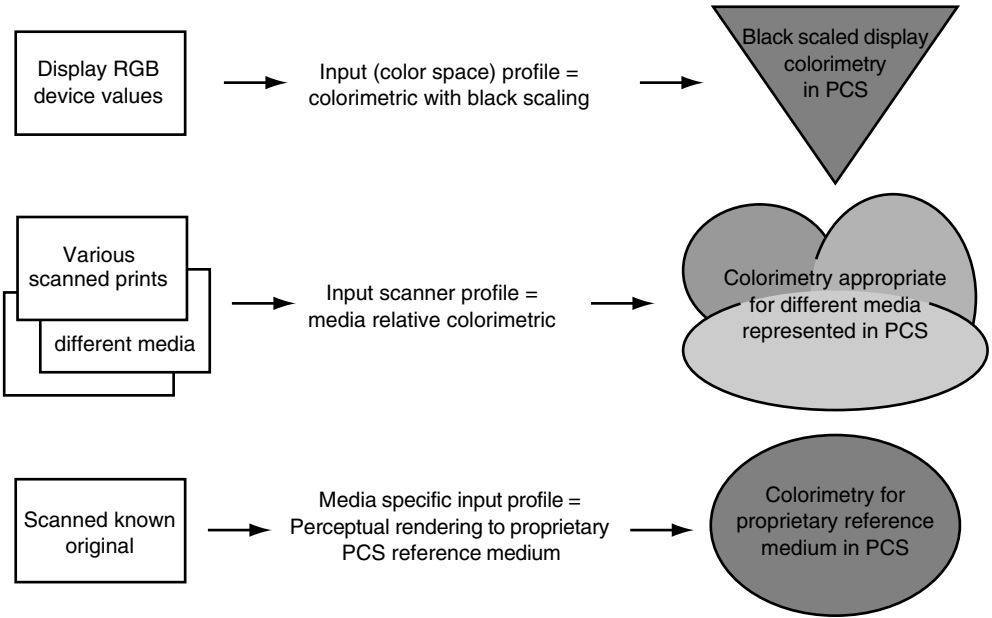 Display RGB
device values
Input (color space) profile =
colorimetric with black scaling
Black scaled display
colorimetry
in PCS
Various
scanned prints
different media
Input scanner profile =
media relative colorimetric
Colorimetry appropriate
for different media
represented in PCS
Scanned known
original
Media specific input profile =
Perceptual rendering to proprietary
PCS reference medium
Colorimetry for
proprietary reference
medium in PCS